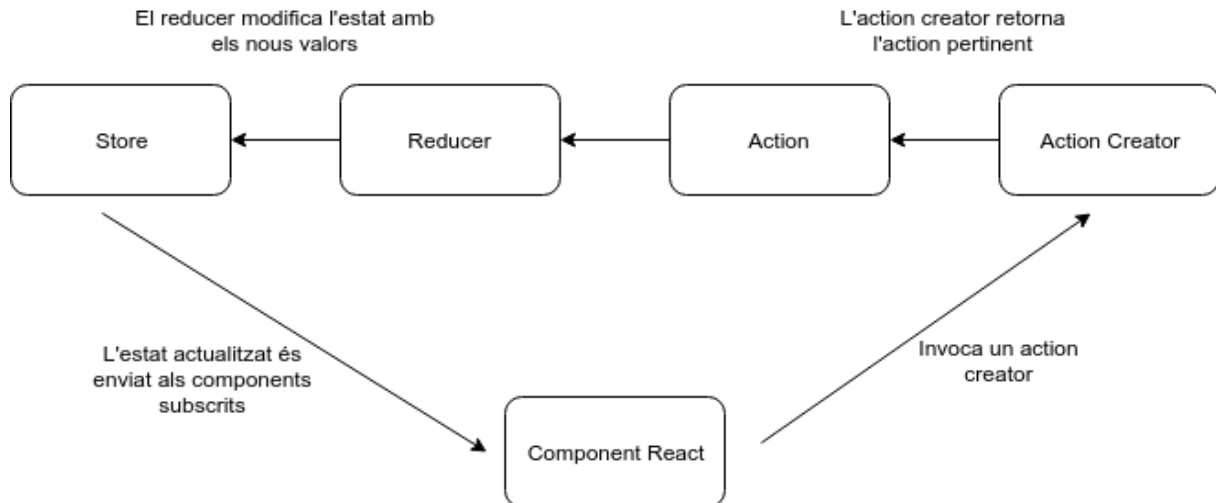 El reducer modifica l'estat amb
els nous valors
L'action creator retorna
l'action pertinent
Store
Reducer
Action
Action Creator
L'estat actualitzat és
enviat als components
subscrits
Invoca un action
creator
Component React